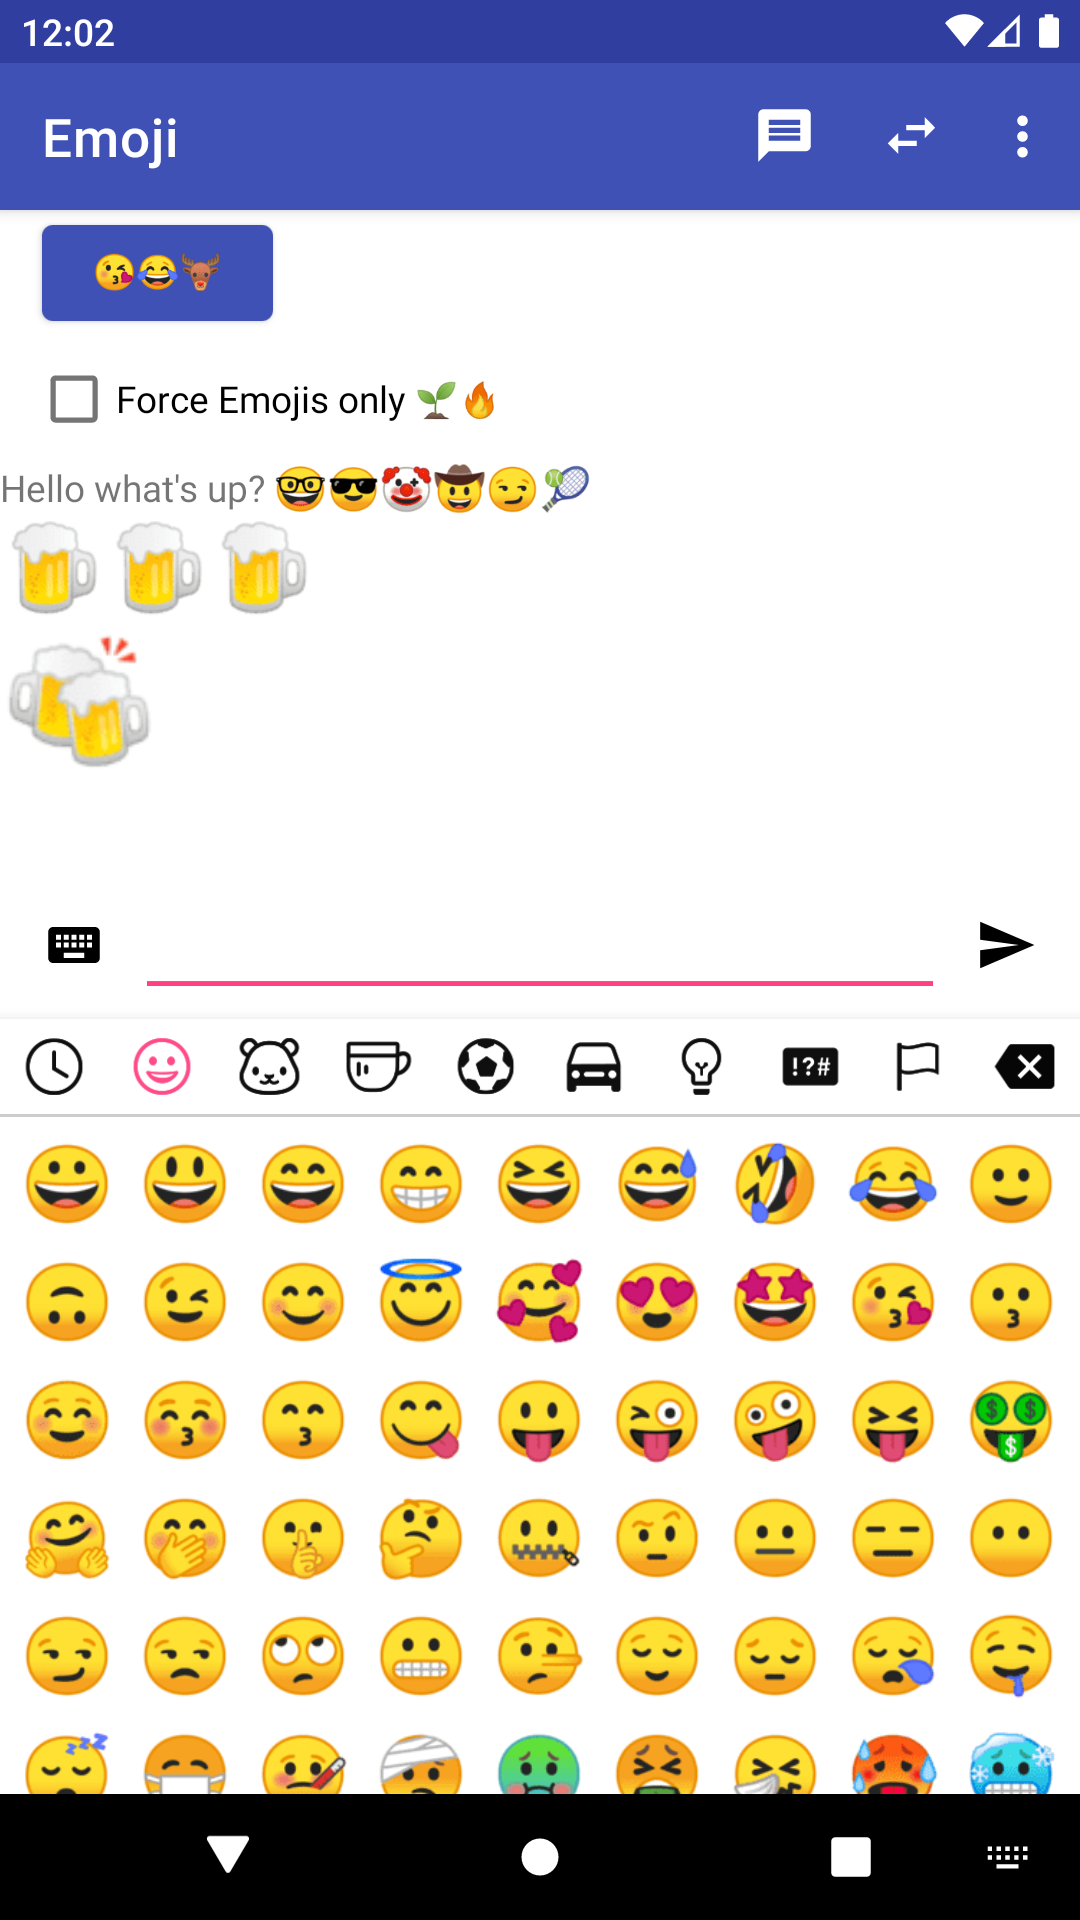 12:02
Emoji
😘😂🦌
Force Emojis only 🌱🔥
Hello what's up? 🤓😎🤡🤠😏🎾
🍺🍺🍺
🍻
!?#